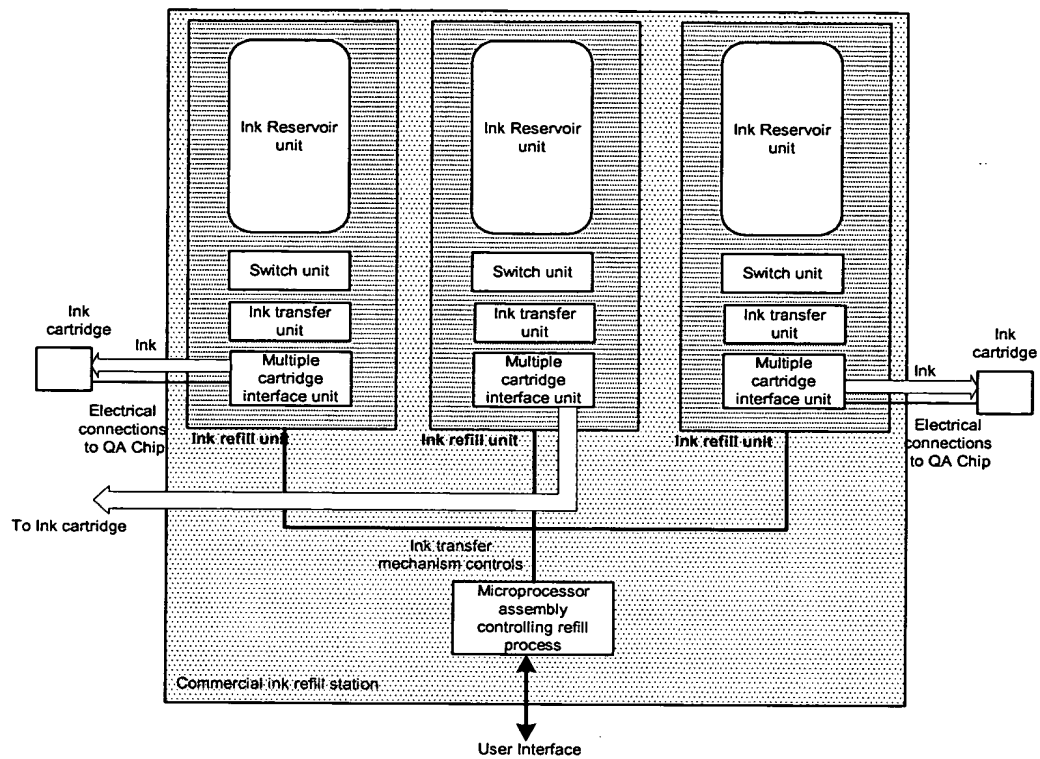 Ink Reservoir
unit
Ink Reservoir
unit
Ink Reservoir
unit
Switch unit
Switch unit
Switch unit
Ink transfer
unit
Ink transfer
unit
Ink transfer
unit
Multiple
cartridge
interface unit
Multiple
cartridge
interface unit
Multiple
cartridge
interface unit
Ink
cartridge
Ink
Ink
cartridge
Ink
Electrical
connections
to QA Chip
Electrical
connections
to QA Chip
Ink refill unit
Ink refill unit
Ink refill unit
To Ink cartridge
Ink transfer
mechanism controls
Microprocessor
assembly
controlling refill
process
Commercial ink refill station
User Interface